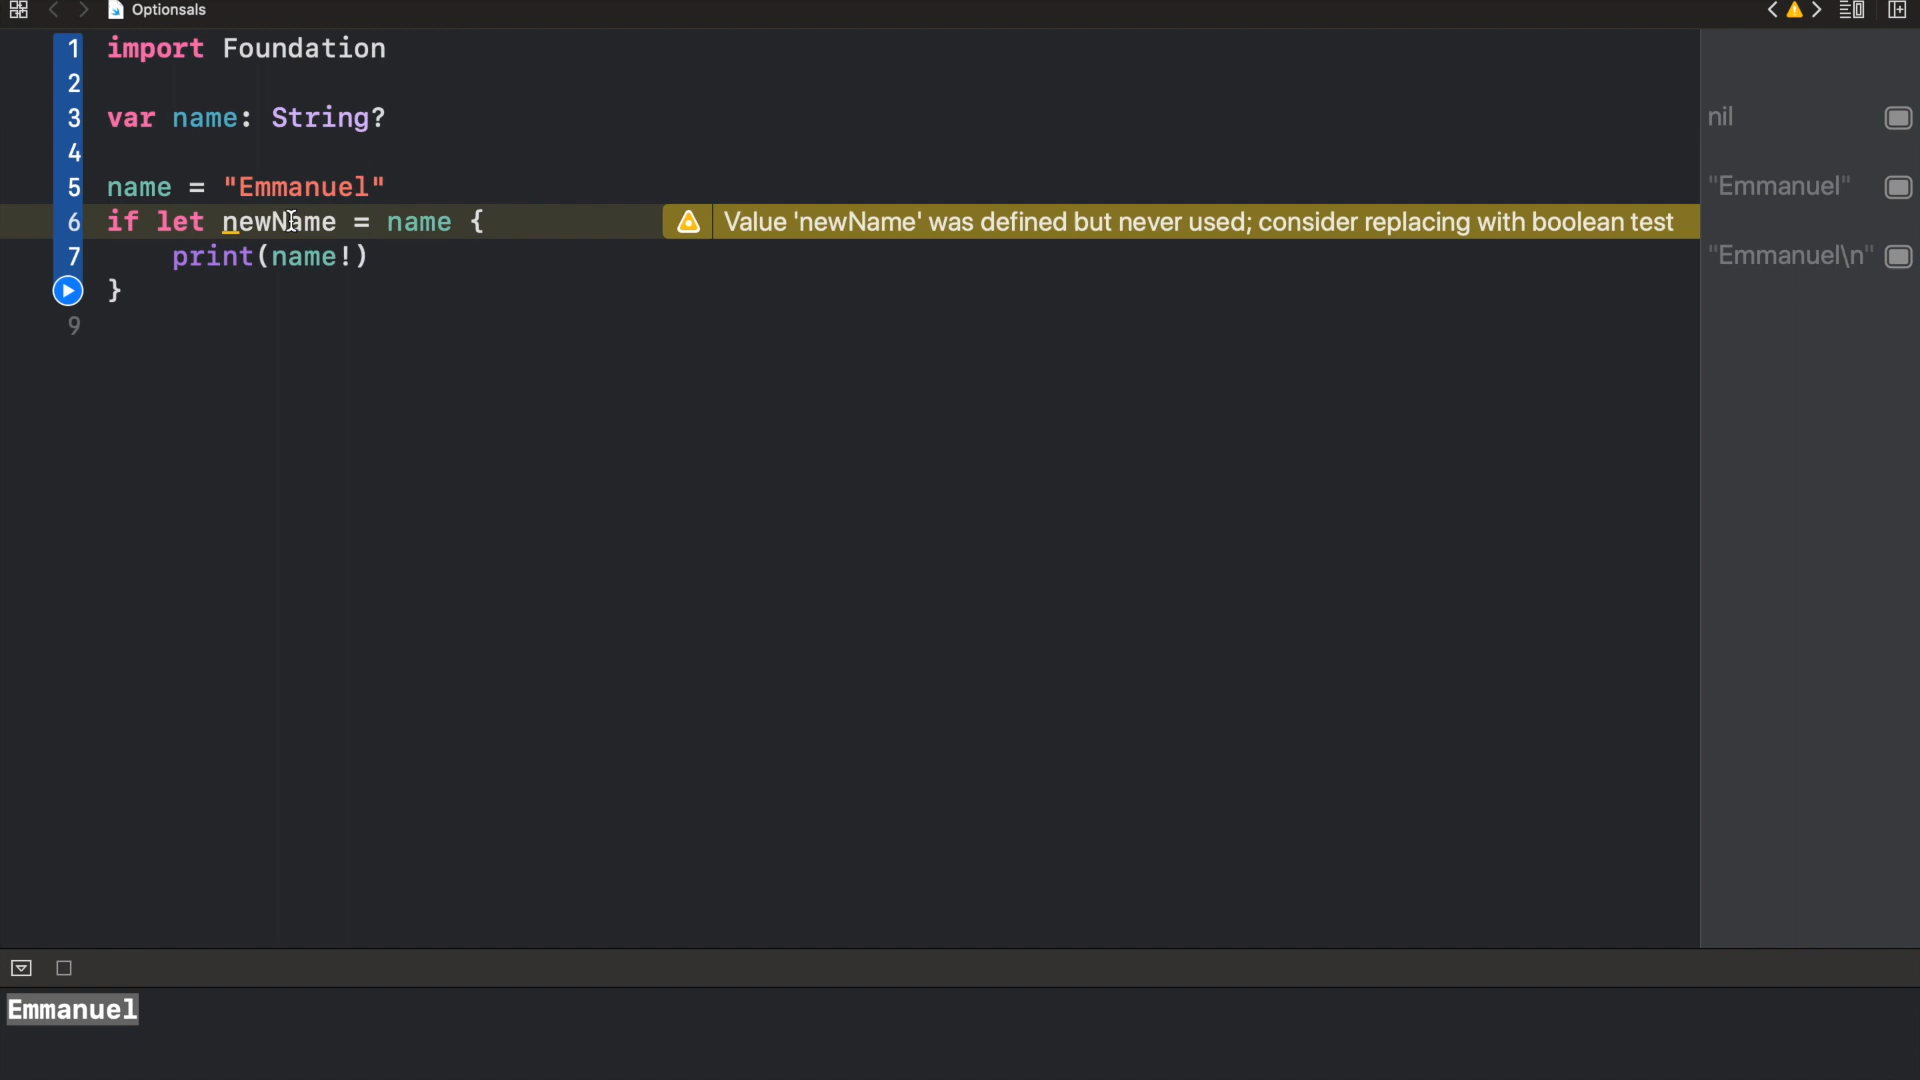 Optionsals
1 import Foundation
2
3 var name: String? nil
4
5 name = "Emmanuel" "Emmanuel"
6 if let newName = name { Value 'newName' was defined but never used; consider replacing with boolean test
7 print(name!) "Emmanuel\n"
}
9
Emmanuel